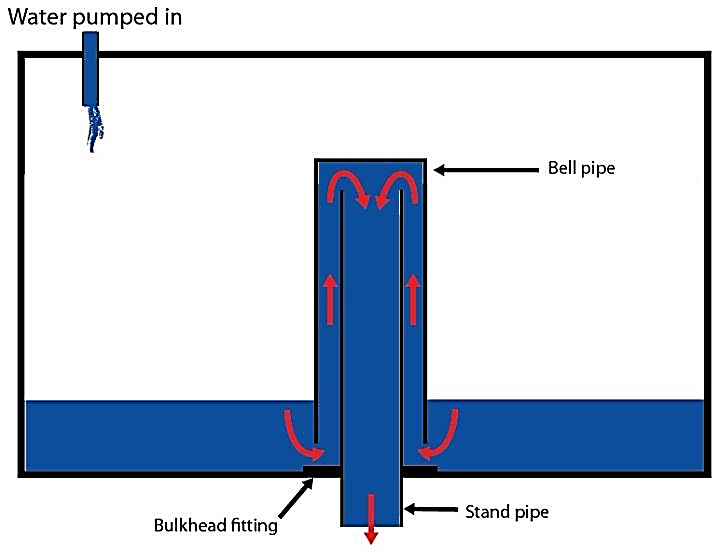 Water pumped in
Bell pipe
Stand pipe
Bulkhead fitting